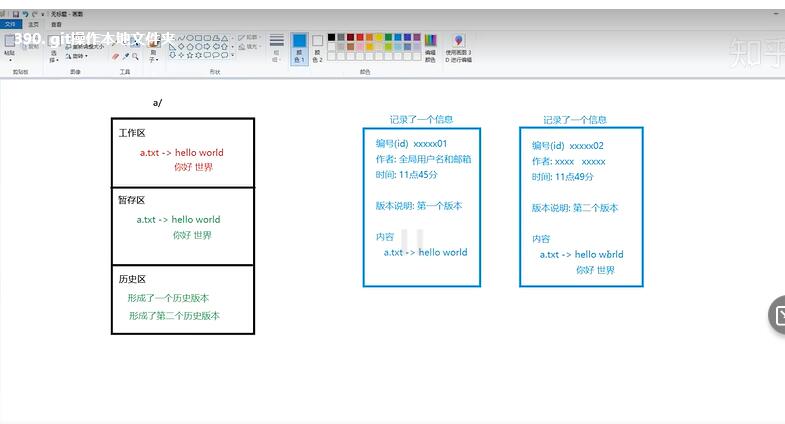 无标题 - 画图
文件
主页
查看
390. git操作本地文件夹
知乎
粘贴
选择
重新调整大小
旋转
刷子
轮廓
填充
粗细
颜色 1
颜色 2
编辑颜色
使用画图 3D 进行编辑
剪贴板
图像
工具
形状
颜色
a/
工作区
a.txt -> hello world
你好 世界
暂存区
a.txt -> hello world
你好 世界
历史区
形成了一个历史版本
形成了第二个历史版本
记录了一个信息
编号(id) xxxxx01
作者: 全局用户名和邮箱
时间: 11点45分
版本说明: 第一个版本
内容
a.txt -> hello world
记录了一个信息
编号(id) xxxxx02
作者: xxxx xxxxx
时间: 11点49分
版本说明: 第二个版本
内容
a.txt -> hello world
你好 世界